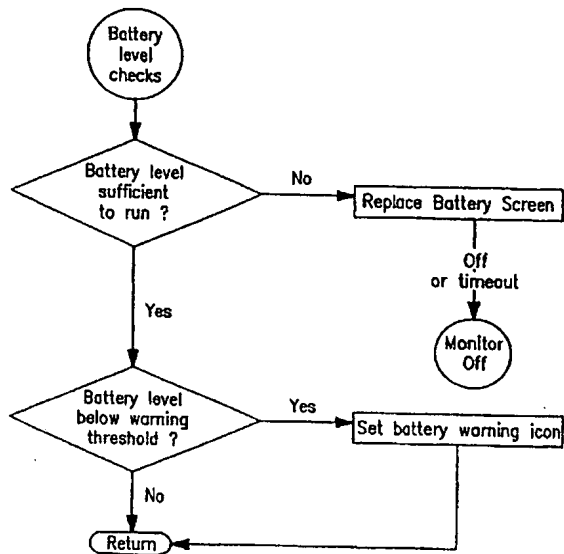 Battery
level
checks
Battery level
sufficient
to run ?
No
Replace Battery Screen
Off
or timeout
Monitor
Off
Yes
Battery level
below warning
threshold ?
Yes
Set battery warning icon
No
Return